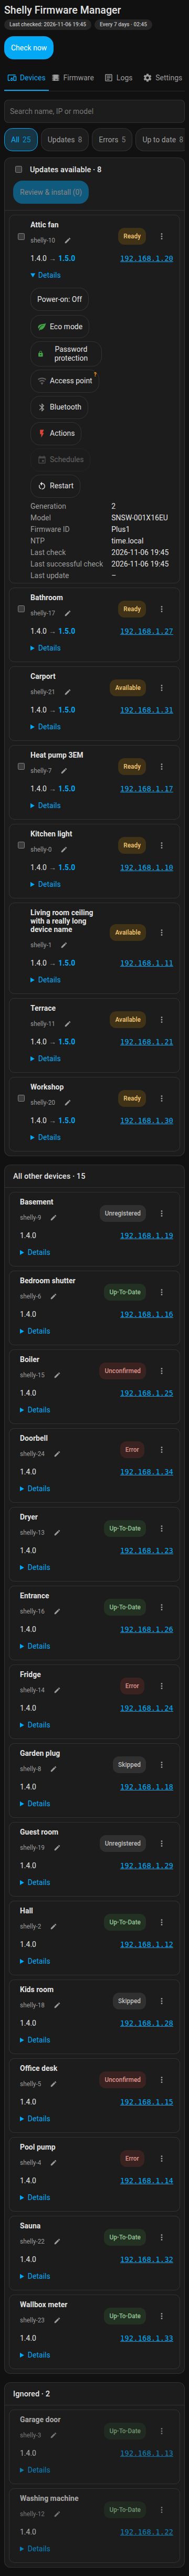 Shelly Firmware Manager
Last checked: 2026-11-06 19:45
Every 7 days · 02:45
Check now
Devices
Firmware
Logs
Settings
Search name, IP or model
All 25
Updates 8
Errors 5
Up to date 8
Updates available · 8
Review & install (0)
Attic fan
Ready
shelly-10
1.4.0 → 1.5.0
192.168.1.20
▼ Details
Power-on: Off
Eco mode
Password
protection
Access point
?
Bluetooth
Actions
Schedules
Restart
Generation 2
Model SNSW-001X16EU
Firmware ID Plus1
NTP time.local
Last check 2026-11-06 19:45
Last successful check 2026-11-06 19:45
Last update –
Bathroom
Ready
shelly-17
1.4.0 → 1.5.0
192.168.1.27
▶ Details
Carport
Available
shelly-21
1.4.0 → 1.5.0
192.168.1.31
▶ Details
Heat pump 3EM
Ready
shelly-7
1.4.0 → 1.5.0
192.168.1.17
▶ Details
Kitchen light
Ready
shelly-0
1.4.0 → 1.5.0
192.168.1.10
▶ Details
Living room ceiling
with a really long
device name
Available
shelly-1
1.4.0 → 1.5.0
192.168.1.11
▶ Details
Terrace
Available
shelly-11
1.4.0 → 1.5.0
192.168.1.21
▶ Details
Workshop
Ready
shelly-20
1.4.0 → 1.5.0
192.168.1.30
▶ Details
All other devices · 15
Basement
Unregistered
shelly-9
1.4.0
192.168.1.19
▶ Details
Bedroom shutter
Up-To-Date
shelly-6
1.4.0
192.168.1.16
▶ Details
Boiler
Unconfirmed
shelly-15
1.4.0
192.168.1.25
▶ Details
Doorbell
Error
shelly-24
1.4.0
192.168.1.34
▶ Details
Dryer
Up-To-Date
shelly-13
1.4.0
192.168.1.23
▶ Details
Entrance
Up-To-Date
shelly-16
1.4.0
192.168.1.26
▶ Details
Fridge
Error
shelly-14
1.4.0
192.168.1.24
▶ Details
Garden plug
Skipped
shelly-8
1.4.0
192.168.1.18
▶ Details
Guest room
Unregistered
shelly-19
1.4.0
192.168.1.29
▶ Details
Hall
Up-To-Date
shelly-2
1.4.0
192.168.1.12
▶ Details
Kids room
Skipped
shelly-18
1.4.0
192.168.1.28
▶ Details
Office desk
Unconfirmed
shelly-5
1.4.0
192.168.1.15
▶ Details
Pool pump
Error
shelly-4
1.4.0
192.168.1.14
▶ Details
Sauna
Up-To-Date
shelly-22
1.4.0
192.168.1.32
▶ Details
Wallbox meter
Up-To-Date
shelly-23
1.4.0
192.168.1.33
▶ Details
Ignored · 2
Garage door
Up-To-Date
shelly-3
1.4.0
192.168.1.13
▶ Details
Washing machine
Up-To-Date
shelly-12
1.4.0
192.168.1.22
▶ Details